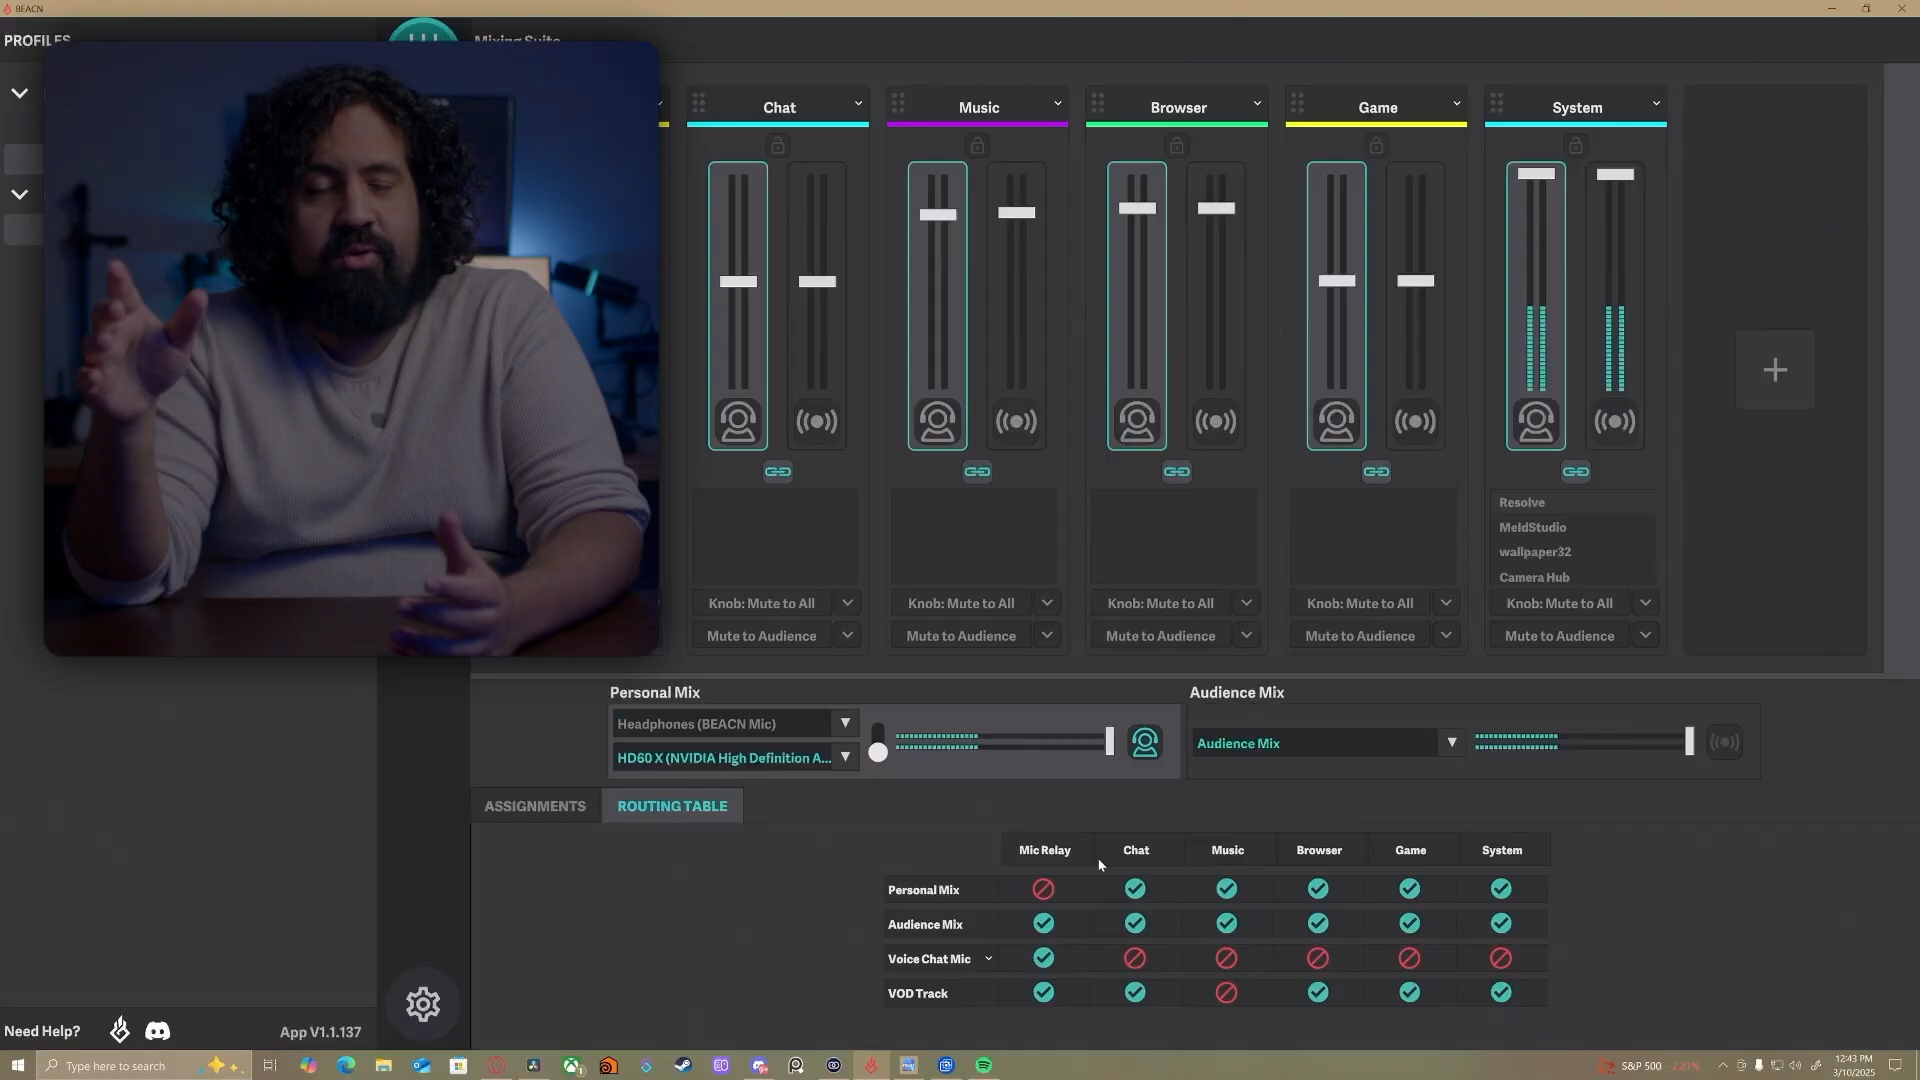 BEACN
PROFILES
Mixing Suite
Chat
Music
Browser
Game
System
Resolve
MeldStudio
wallpaper32
Camera Hub
Knob: Mute to All
Knob: Mute to All
Knob: Mute to All
Knob: Mute to All
Knob: Mute to All
Mute to Audience
Mute to Audience
Mute to Audience
Mute to Audience
Mute to Audience
Personal Mix
Headphones (BEACN Mic)
HD60 X (NVIDIA High Definition A...
Audience Mix
Audience Mix
ASSIGNMENTS
ROUTING TABLE
Mic Relay
Chat
Music
Browser
Game
System
Personal Mix
Audience Mix
Voice Chat Mic
VOD Track
Need Help?
App V1.1.137
Type here to search
S&P 500
-2.21%
12:43 PM
3/10/2025